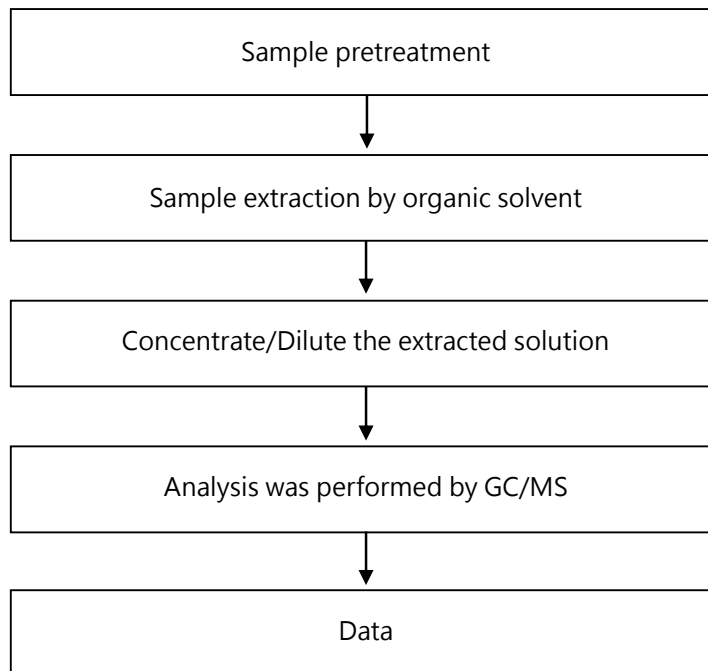 Sample pretreatment
Sample extraction by organic solvent
Concentrate/Dilute the extracted solution
Analysis was performed by GC/MS
Data